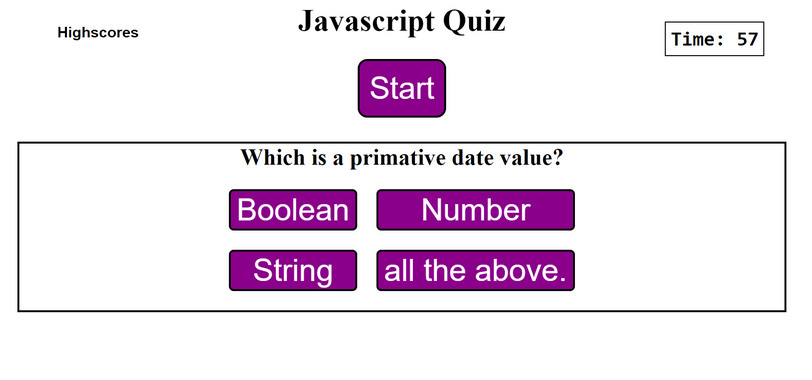 Javascript Quiz
Highscores
Time: 57
Start
Which is a primative date value?
Boolean
Number
String
all the above.